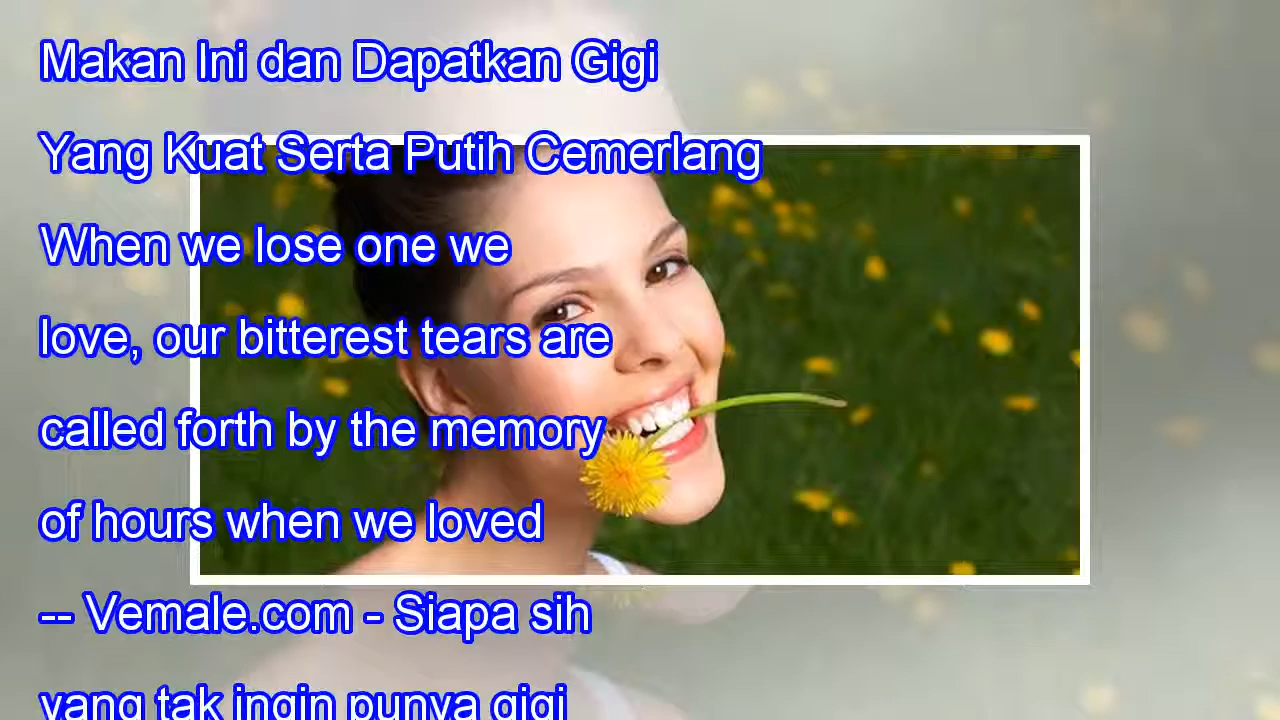 Makan Ini dan Dapatkan Gigi
Yang Kuat Serta Putih Cemerlang
When we lose one we
love, our bitterest tears are
called forth by the memory
of hours when we loved
-- Vemale.com - Siapa sih
yang tak ingin punya gigi